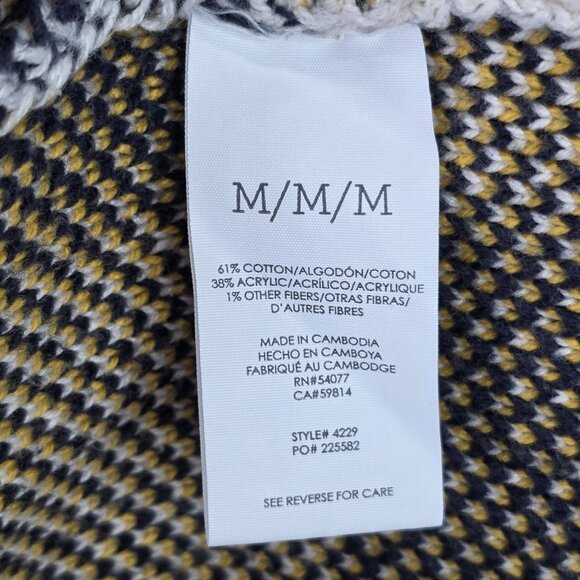 M/M/M
61% COTTON/ALGODÓN/COTON
38% ACRYLIC/ACRÍLICO/ACRYLIQUE
1% OTHER FIBERS/OTRAS FIBRAS/
D'AUTRES FIBRES
MADE IN CAMBODIA
HECHO EN CAMBOYA
FABRIQUÉ AU CAMBODGE
RN#54077
CA#59814
STYLE# 4229
PO# 225582
SEE REVERSE FOR CARE